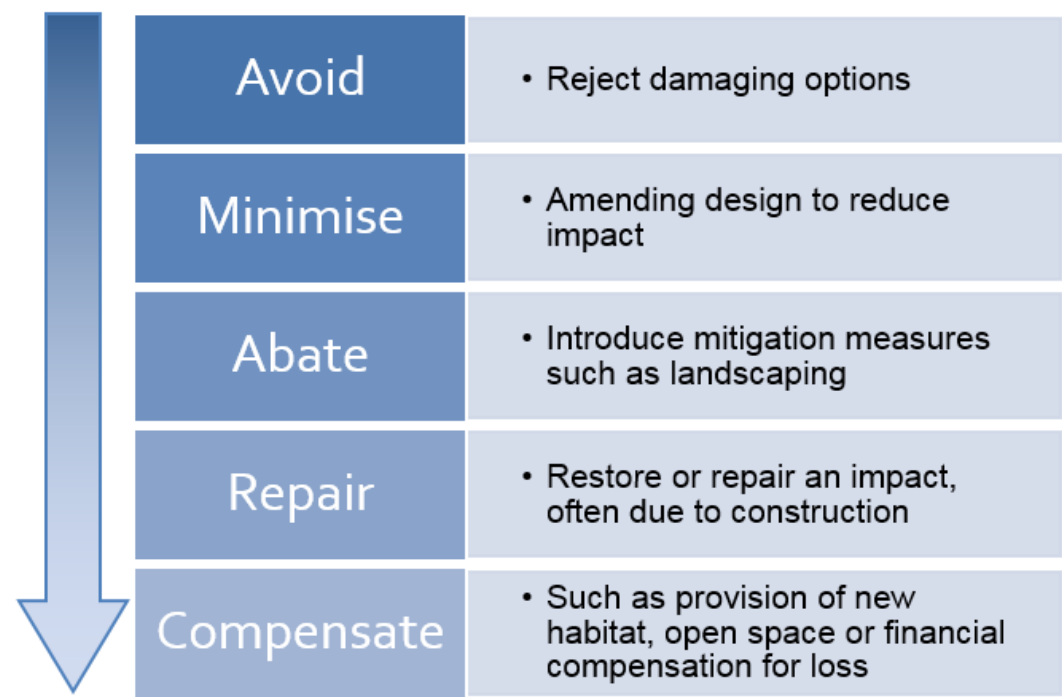 Avoid
• Reject damaging options
Minimise
• Amending design to reduce
impact
Abate
• Introduce mitigation measures
such as landscaping
Repair
• Restore or repair an impact,
often due to construction
Compensate
• Such as provision of new
habitat, open space or financial
compensation for loss